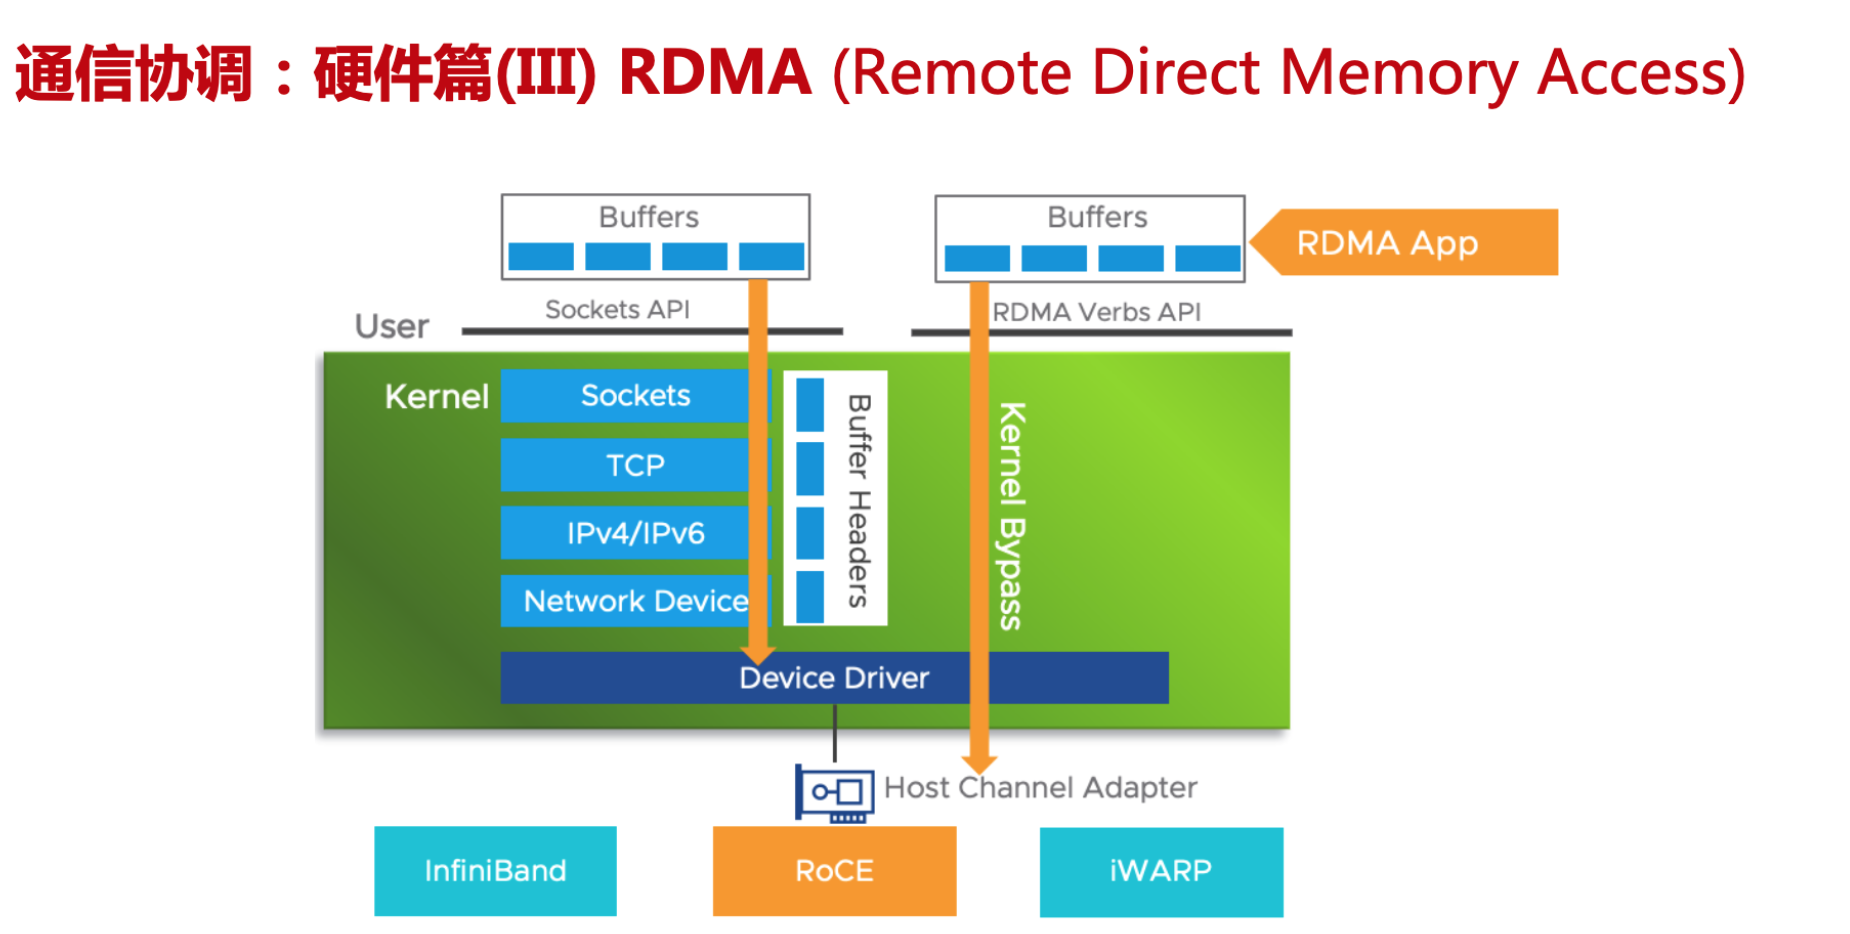 通信协调：硬件篇(III) RDMA (Remote Direct Memory Access)
Buffers
Buffers
RDMA App
Sockets API
RDMA Verbs API
User
Kernel
Sockets
TCP
IPv4/IPv6
Network Device
Buffer Headers
Kernel Bypass
Device Driver
Host Channel Adapter
InfiniBand
RoCE
iWARP